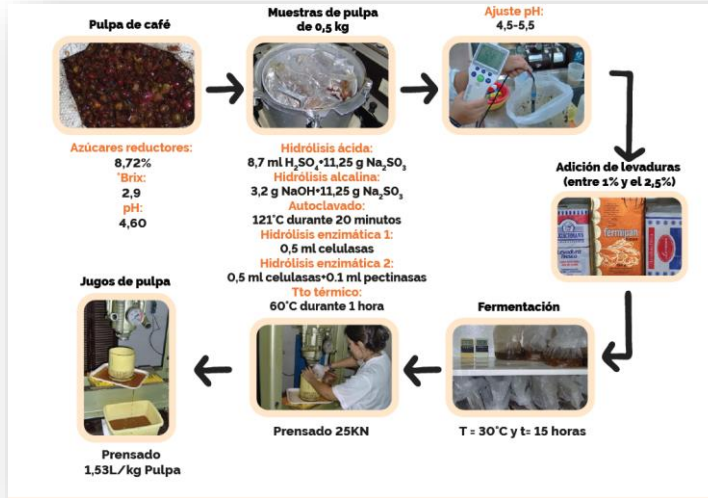 Pulpa de café
Azúcares reductores:
8,72%
°Brix:
2,9
pH:
4,60
Muestras de pulpa
de 0,5 kg
Hidrólisis ácida:
8,7 ml H₂SO₄+11,25 g Na₂SO₃
Hidrólisis alcalina:
3,2 g NaOH+11,25 g Na₂SO₃
Autoclavado:
121°C durante 20 minutos
Hidrólisis enzimática 1:
0,5 ml celulasas
Hidrólisis enzimática 2:
0,5 ml celulasas+0.1 ml pectinasas
Tto térmico:
60°C durante 1 hora
Ajuste pH:
4,5-5,5
Adición de levaduras
(entre 1% y el 2,5%)
fermipan
Fermentación
T = 30°C y t= 15 horas
Prensado 25KN
Jugos de pulpa
Prensado
1,53L/kg Pulpa